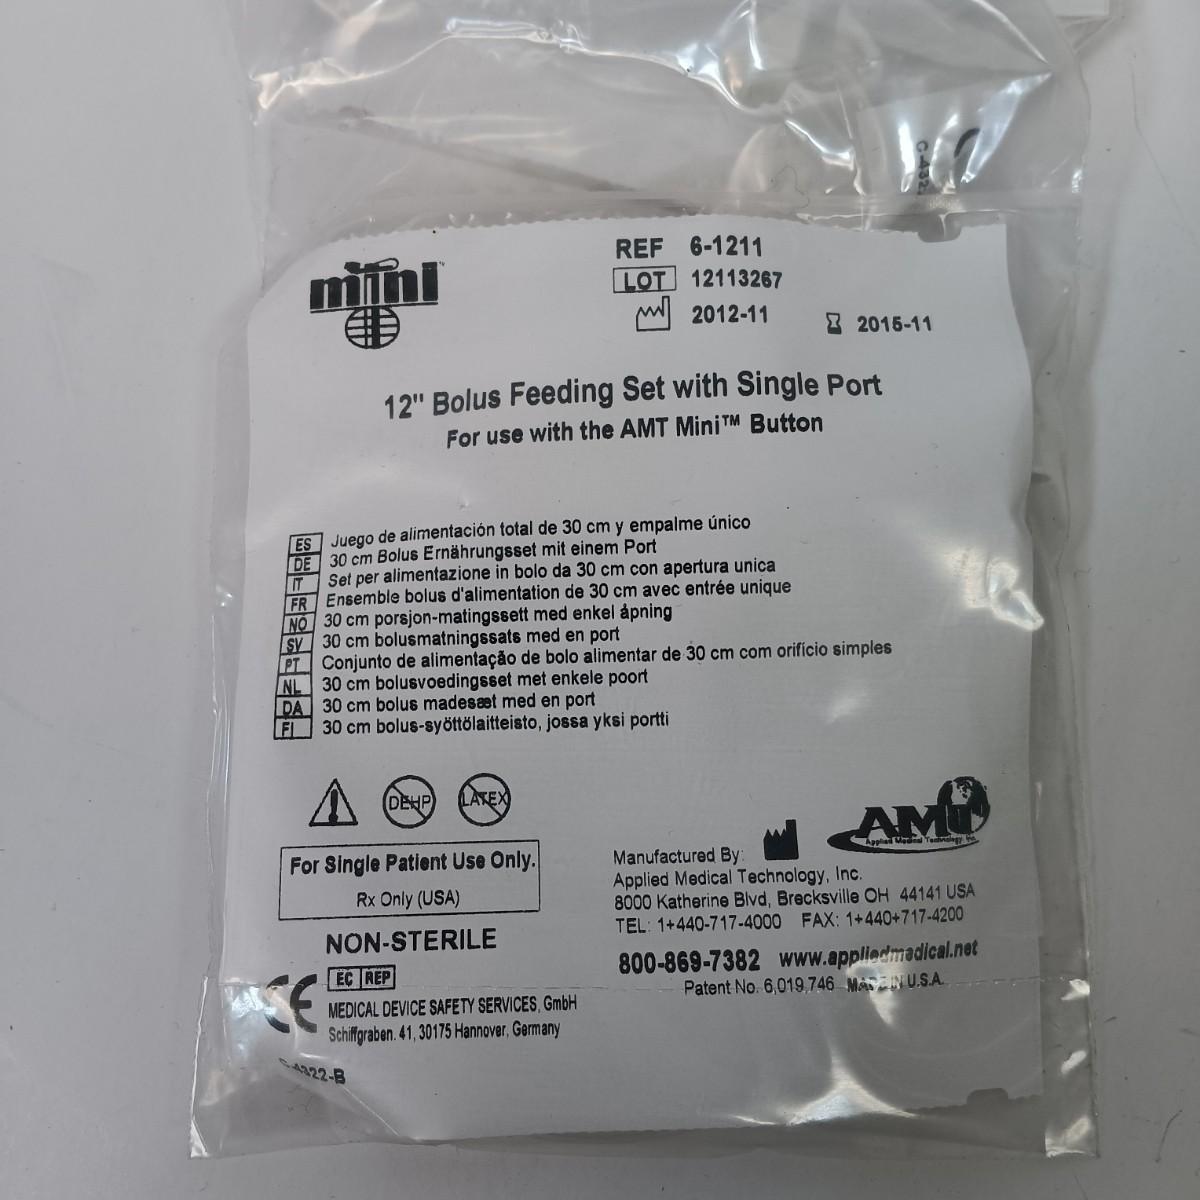 C-432
mini™
REF 6-1211
LOT 12113267
2012-11 2015-11
12" Bolus Feeding Set with Single Port
For use with the AMT Mini™ Button
ES Juego de alimentación total de 30 cm y empalme único
DE 30 cm Bolus Ernährungsset mit einem Port
IT Set per alimentazione in bolo da 30 cm con apertura unica
FR Ensemble bolus d'alimentation de 30 cm avec entrée unique
NO 30 cm porsjon-matingssett med enkel åpning
SV 30 cm bolusmatningssats med en port
PT Conjunto de alimentação de bolo alimentar de 30 cm com orifício simples
NL 30 cm bolusvoedingsset met enkele poort
DA 30 cm bolus madesæt med en port
FI 30 cm bolus-syöttölaitteisto, jossa yksi portti
DEHP LATEX
For Single Patient Use Only.
Rx Only (USA)
NON-STERILE
CE
EC REP
MEDICAL DEVICE SAFETY SERVICES, GmbH
Schiffgraben. 41, 30175 Hannover, Germany
C-4322-B
AMT
Applied Medical Technology, Inc.
Manufactured By:
Applied Medical Technology, Inc.
8000 Katherine Blvd, Brecksville OH 44141 USA
TEL: 1+440-717-4000 FAX: 1+440+717-4200
800-869-7382 www.appliedmedical.net
Patent No. 6,019,746 MADE IN U.S.A.